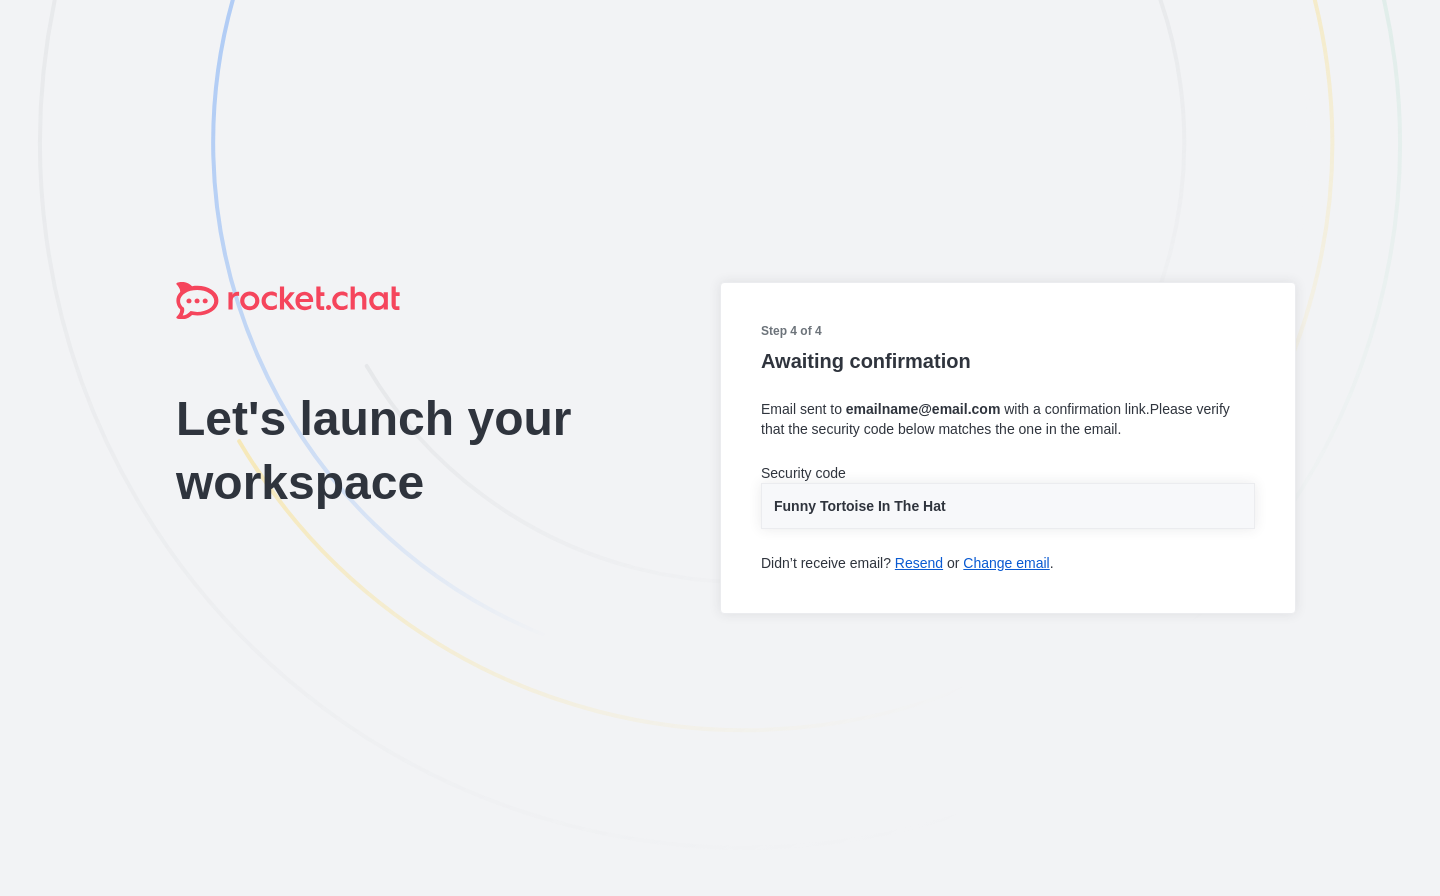 rocket.chat
Let's launch your
workspace
Step 4 of 4
Awaiting confirmation
Email sent to emailname@email.com with a confirmation link.Please verify
that the security code below matches the one in the email.
Security code
Funny Tortoise In The Hat
Didn’t receive email? Resend or Change email.